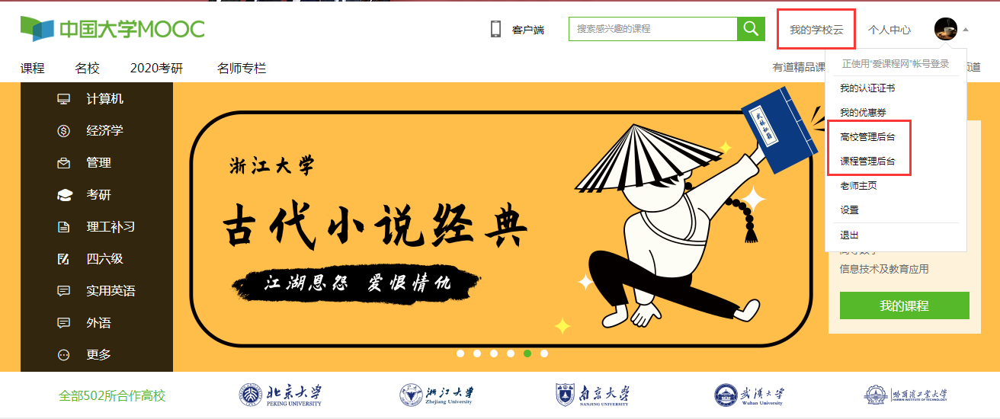 中国大学MOOC
客户端
搜索感兴趣的课程
我的学校云
个人中心
课程
名校
2020考研
名师专栏
有道精品课
正使用"爱课程网"帐号登录
我的认证证书
我的优惠券
高校管理后台
课程管理后台
老师主页
设置
退出
计算机
经济学
管理
考研
理工补习
四六级
实用英语
外语
更多
浙江大学
古代小说经典
江湖恩怨 爱恨情仇
武林秘籍
信息技术及教育应用
我的课程
全部502所合作高校
北京大学
PEKING UNIVERSITY
浙江大学
Zhejiang University
南京大学
NANJING UNIVERSITY
武汉大学
Wuhan University
哈尔滨工业大学
HARBIN INSTITUTE OF TECHNOLOGY